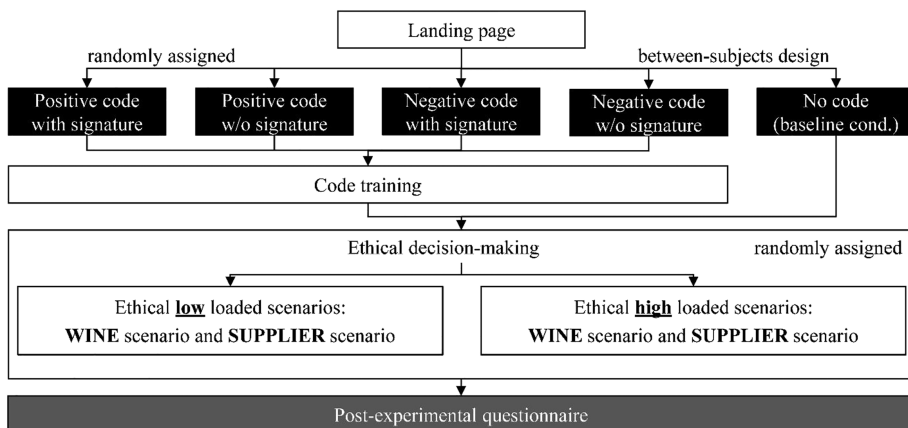 Landing page
randomly assigned
between-subjects design
Positive code
with signature
Positive code
w/o signature
Negative code
with signature
Negative code
w/o signature
No code
(baseline cond.)
Code training
Ethical decision-making
randomly assigned
Ethical low loaded scenarios:
WINE scenario and SUPPLIER scenario
Ethical high loaded scenarios:
WINE scenario and SUPPLIER scenario
Post-experimental questionnaire